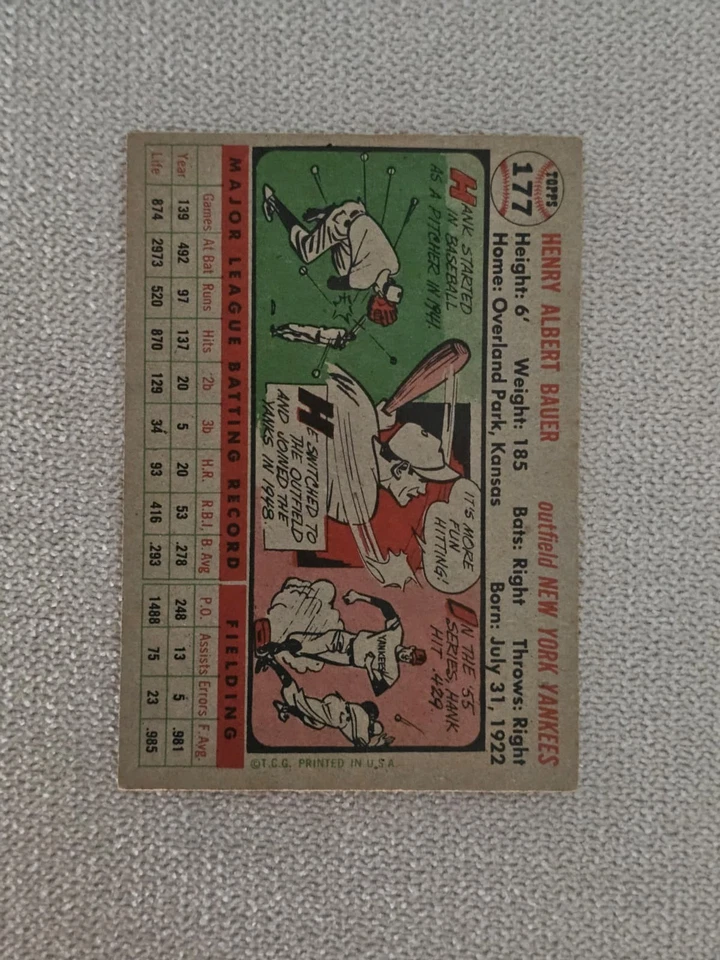 TOPPS
177
HENRY ALBERT BAUER outfield NEW YORK YANKEES
Height: 6' Weight: 185 Bats: Right Throws: Right
Home: Overland Park, Kansas Born: July 31, 1922
HANK STARTED
IN BASEBALL
AS A PITCHER IN 1941.
IT'S MORE
FUN
HITTING!
HE SWITCHED TO
THE OUTFIELD
AND JOINED THE
YANKS IN 1948.
IN THE '55
SERIES, HANK
HIT .429.
YANKEES
©T.C.G. PRINTED IN U.S.A.
MAJOR LEAGUE BATTING RECORD FIELDING
Games At Bat Runs Hits 2b 3b H.R. R.B.I. B. Avg P.O. Assists Errors F. Avg.
Year 139 492 97 137 20 5 20 53 .278 248 13 5 .981
Life 874 2973 520 870 129 34 93 416 .293 1488 75 23 .985